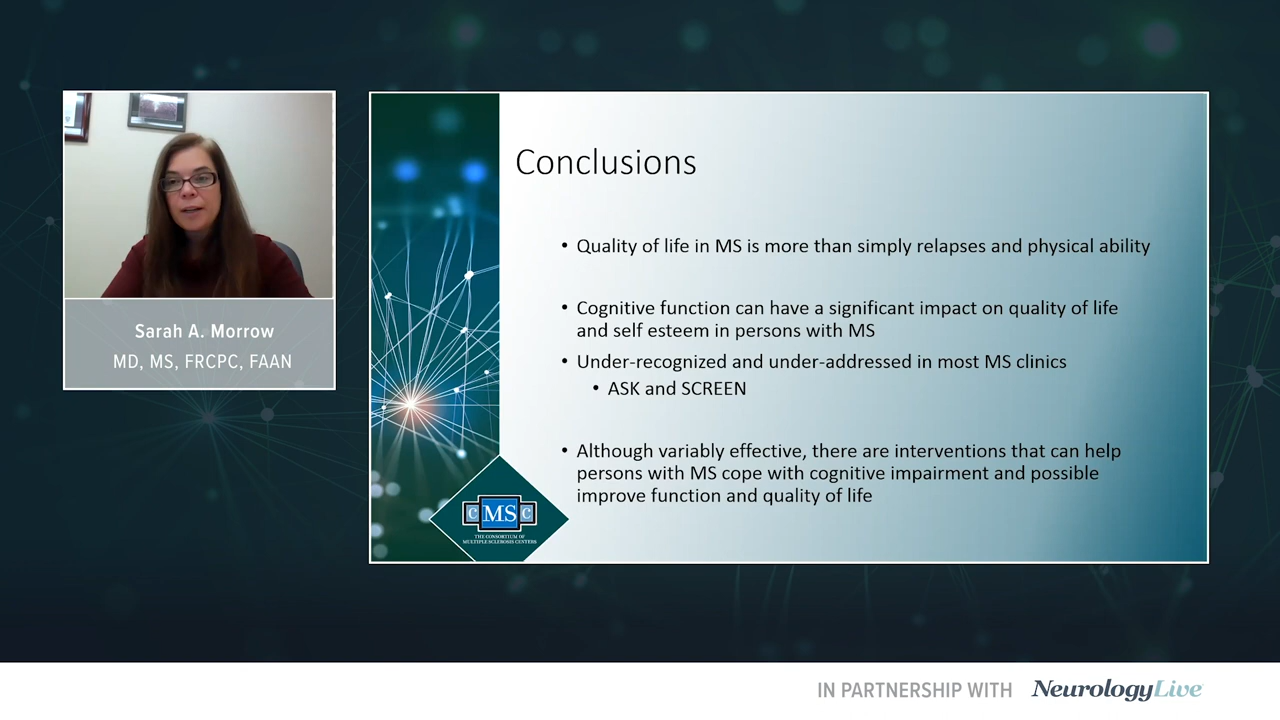 Sarah A. Morrow
MD, MS, FRCPC, FAAN
Conclusions
• Quality of life in MS is more than simply relapses and physical ability
• Cognitive function can have a significant impact on quality of life
and self esteem in persons with MS
• Under-recognized and under-addressed in most MS clinics
• ASK and SCREEN
• Although variably effective, there are interventions that can help
persons with MS cope with cognitive impairment and possible
improve function and quality of life
CMSC
THE CONSORTIUM OF
MULTIPLE SCLEROSIS CENTERS
IN PARTNERSHIP WITH NeurologyLive